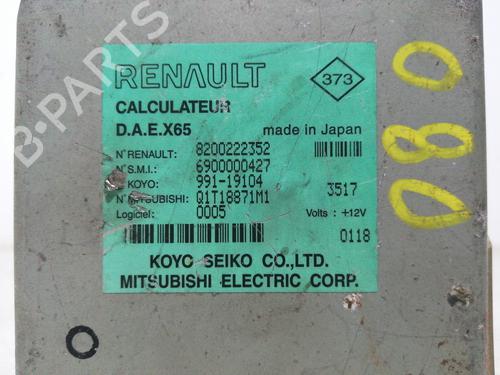 RENAULT
373
CALCULATEUR
D.A.E.X65 made in Japan
N° RENAULT: 8200222352
N° S.M.I.: 6900000427
KOYO: 991-19104
3517
N° MITSUBISHI: Q1T18871M1
Logiciel: 0005 Volts : +12V
0118
KOYO SEIKO CO.,LTD.
MITSUBISHI ELECTRIC CORP.
080
B-PARTS